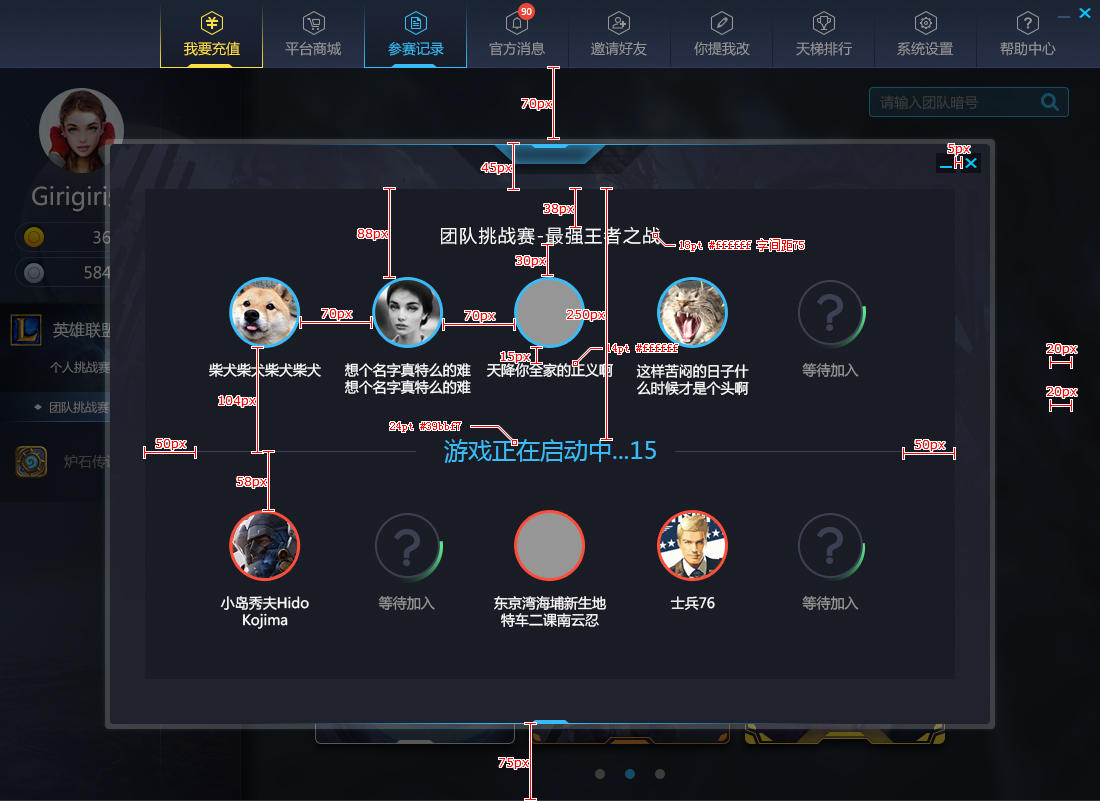 90
我要充值
平台商城
参赛记录
官方消息
邀请好友
你提我改
天梯排行
系统设置
帮助中心
请输入团队暗号
70px
45px
5px
Girigiri
36
584
英雄联盟
个人挑战赛
团队挑战赛
炉石传说
38px
88px
团队挑战赛-最强王者之战
18pt #ffffff 字间距75
30px
70px
70px
250px
15px
14pt #ffffff
柴犬柴犬柴犬柴犬
想个名字真特么的难
想个名字真特么的难
天降你全家的正义啊
这样苦闷的日子什
么时候才是个头啊
等待加入
20px
20px
104px
24pt #39bbf7
50px
游戏正在启动中...15
50px
58px
小岛秀夫Hido
Kojima
等待加入
东京湾海埔新生地
特车二课南云忍
士兵76
等待加入
75px